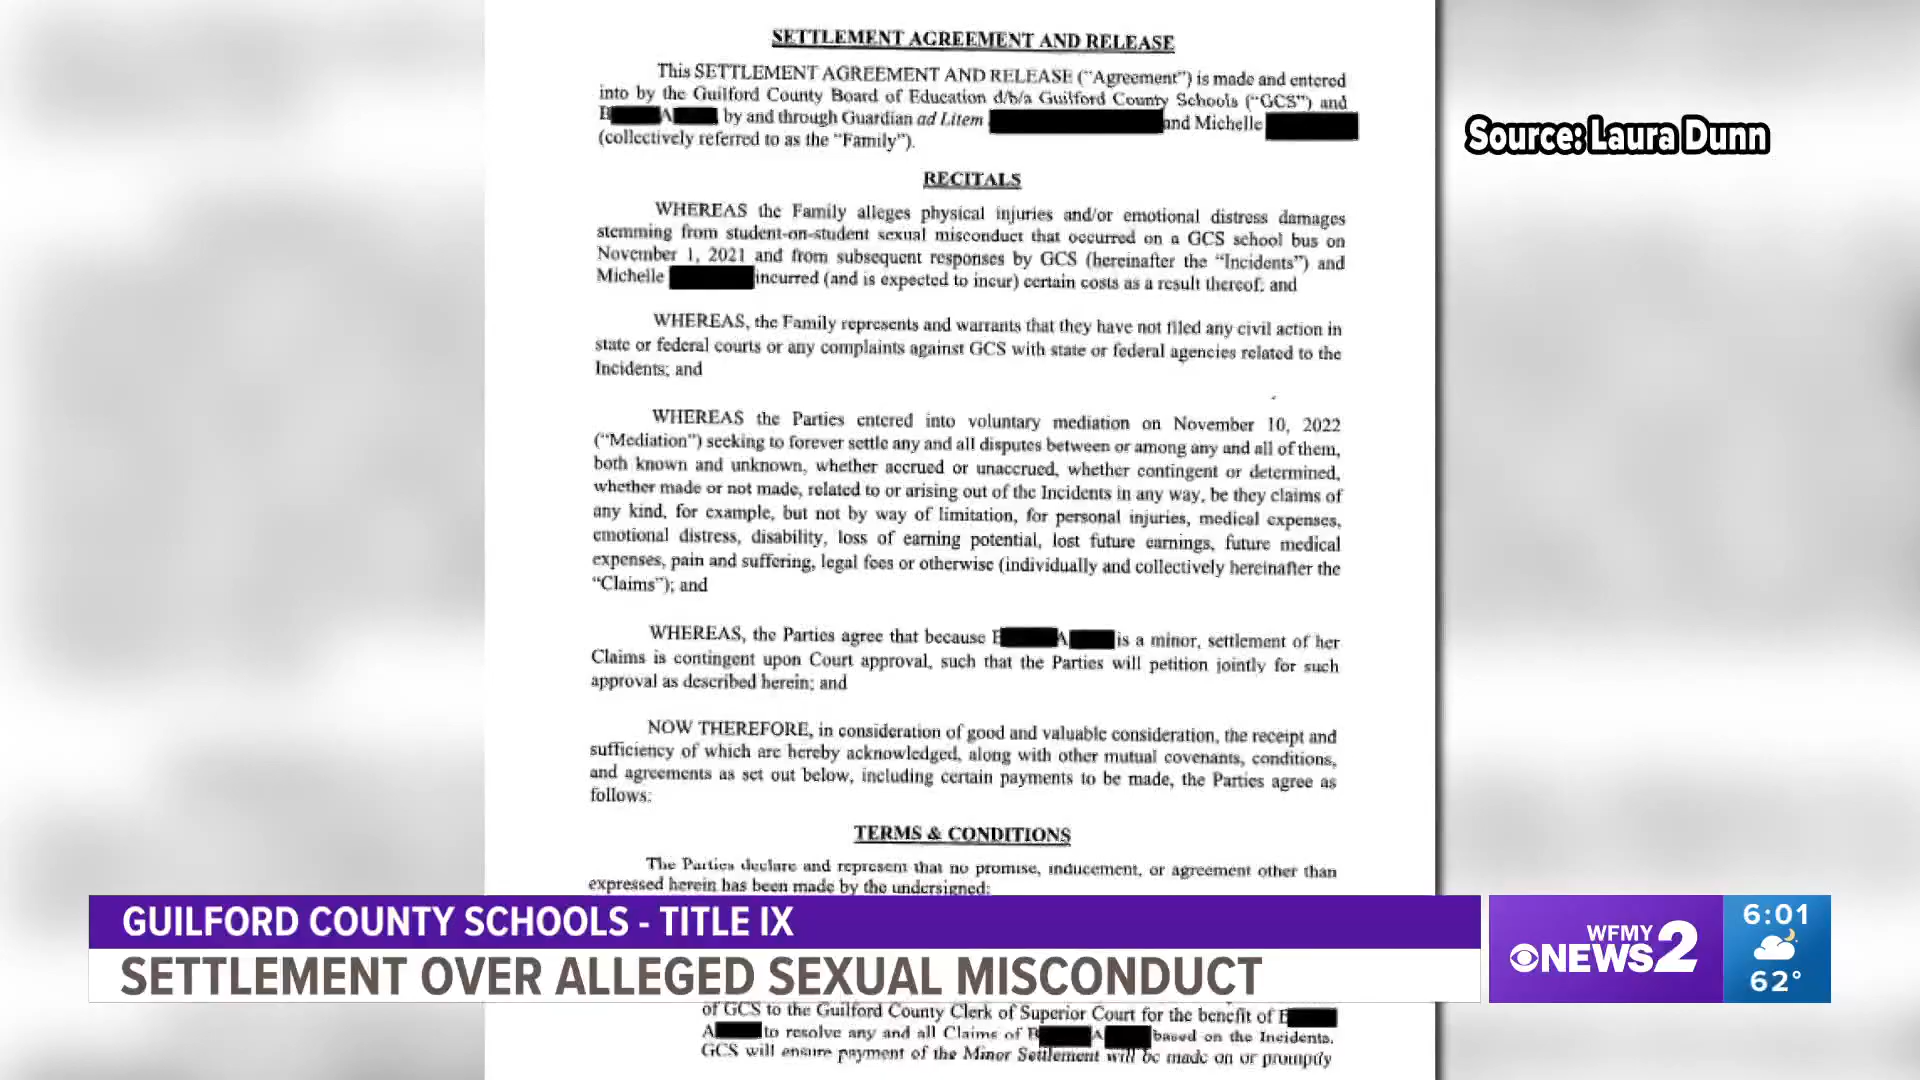 SETTLEMENT AGREEMENT AND RELEASE
This SETTLEMENT AGREEMENT AND RELEASE ("Agreement") is made and entered
into by the Guilford County Board of Education d/b/a Guilford County Schools ("GCS") and
B A , by and through Guardian ad Litem and Michelle
(collectively referred to as the "Family").
Source: Laura Dunn
RECITALS
WHEREAS the Family alleges physical injuries and/or emotional distress damages
stemming from student-on-student sexual misconduct that occurred on a GCS school bus on
November 1, 2021 and from subsequent responses by GCS (hereinafter the "Incidents") and
Michelle incurred (and is expected to incur) certain costs as a result thereof; and
WHEREAS, the Family represents and warrants that they have not filed any civil action in
state or federal courts or any complaints against GCS with state or federal agencies related to the
Incidents; and
WHEREAS the Parties entered into voluntary mediation on November 10, 2022
("Mediation") seeking to forever settle any and all disputes between or among any and all of them,
both known and unknown, whether accrued or unaccrued, whether contingent or determined,
whether made or not made, related to or arising out of the Incidents in any way, be they claims of
any kind, for example, but not by way of limitation, for personal injuries, medical expenses,
emotional distress, disability, loss of earning potential, lost future earnings, future medical
expenses, pain and suffering, legal fees or otherwise (individually and collectively hereinafter the
"Claims"); and
WHEREAS, the Parties agree that because A is a minor, settlement of her
Claims is contingent upon Court approval, such that the Parties will petition jointly for such
approval as described herein; and
NOW THEREFORE, in consideration of good and valuable consideration, the receipt and
sufficiency of which are hereby acknowledged, along with other mutual covenants, conditions,
and agreements as set out below, including certain payments to be made, the Parties agree as
follows:
TERMS & CONDITIONS
The Parties declare and represent that no promise, inducement, or agreement other than
expressed herein has been made by the undersigned:
GUILFORD COUNTY SCHOOLS - TITLE IX
SETTLEMENT OVER ALLEGED SEXUAL MISCONDUCT
WFMY
NEWS 2
6:01
62°
of GCS to the Guilford County Clerk of Superior Court for the benefit of
A to resolve any and all Claims of B A based on the Incidents.
GCS will ensure payment of the Minor Settlement will be made on or promptly